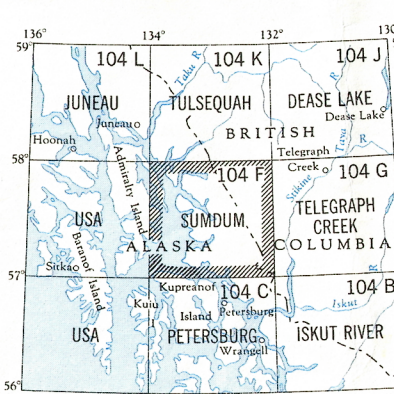 136° 134° 132° 130
59°
104 L 104 K 104 J
Taku R
R
JUNEAU TULSEQUAH DEASE LAKE
Juneau Dease Lake
Hoonah BRITISH
Taya R
Telegraph
58°
Creek
104 F 104 G
Admiralty Island
Stikine
USA SUMDUM TELEGRAPH
CREEK
ALASKA COLUMBIA
Baranof Island
Sitkao
R
57°
Kupreanof 104 C 104 B
Kuiu Island Petersburg Iskut
I
USA PETERSBURG ISKUT RIVER
Wrangell
56°